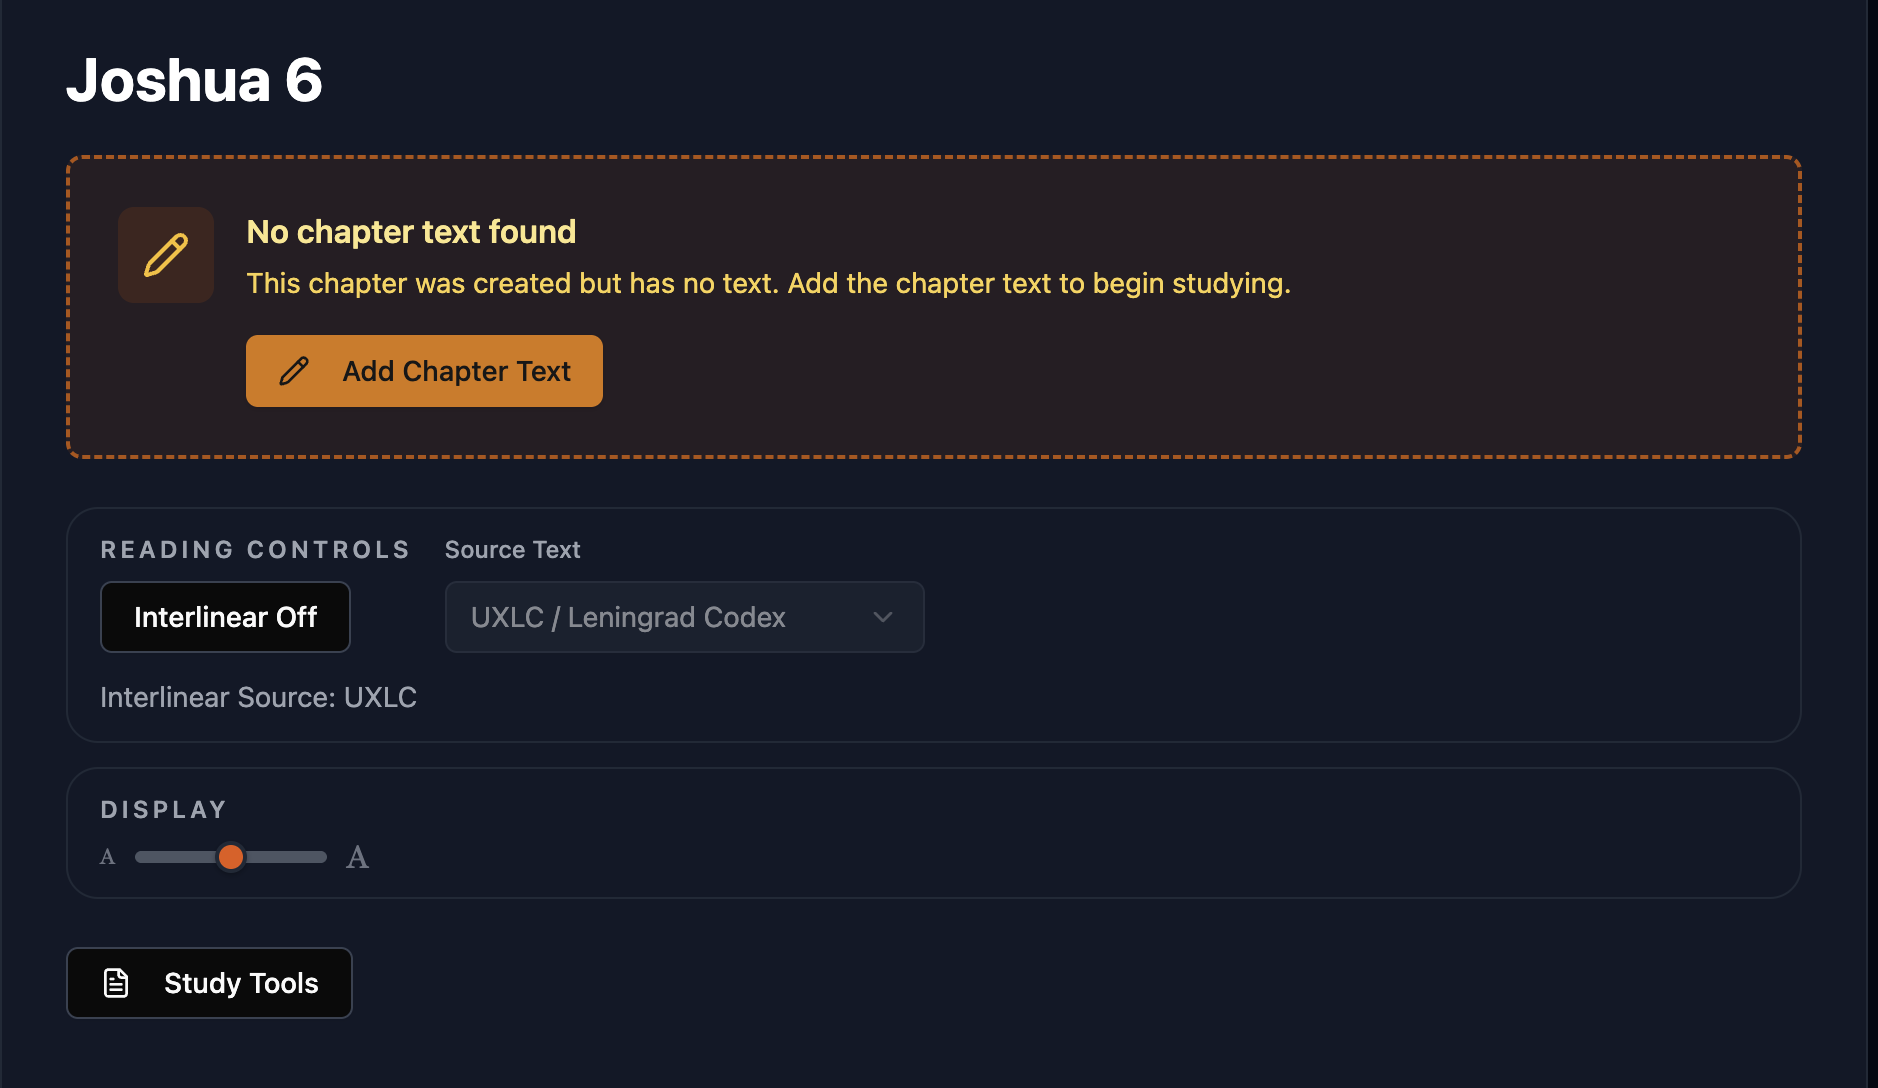 Joshua 6
No chapter text found
This chapter was created but has no text. Add the chapter text to begin studying.
Add Chapter Text
READING CONTROLS
Source Text
Interlinear Off
UXLC / Leningrad Codex
Interlinear Source: UXLC
DISPLAY
A A
Study Tools